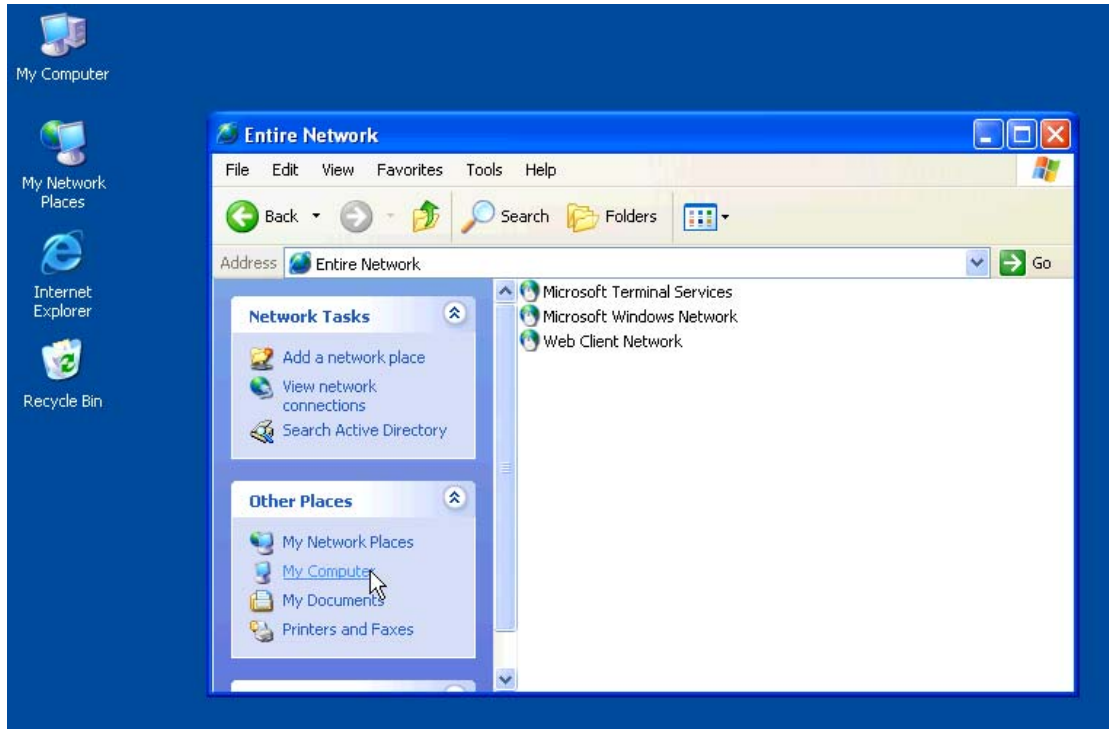 My Computer
My Network
Places
Internet
Explorer
Recycle Bin
Entire Network
File Edit View Favorites Tools Help
Back Search Folders
Address Entire Network Go
Network Tasks
Add a network place
View network
connections
Search Active Directory
Other Places
My Network Places
My Computer
My Documents
Printers and Faxes
Microsoft Terminal Services
Microsoft Windows Network
Web Client Network